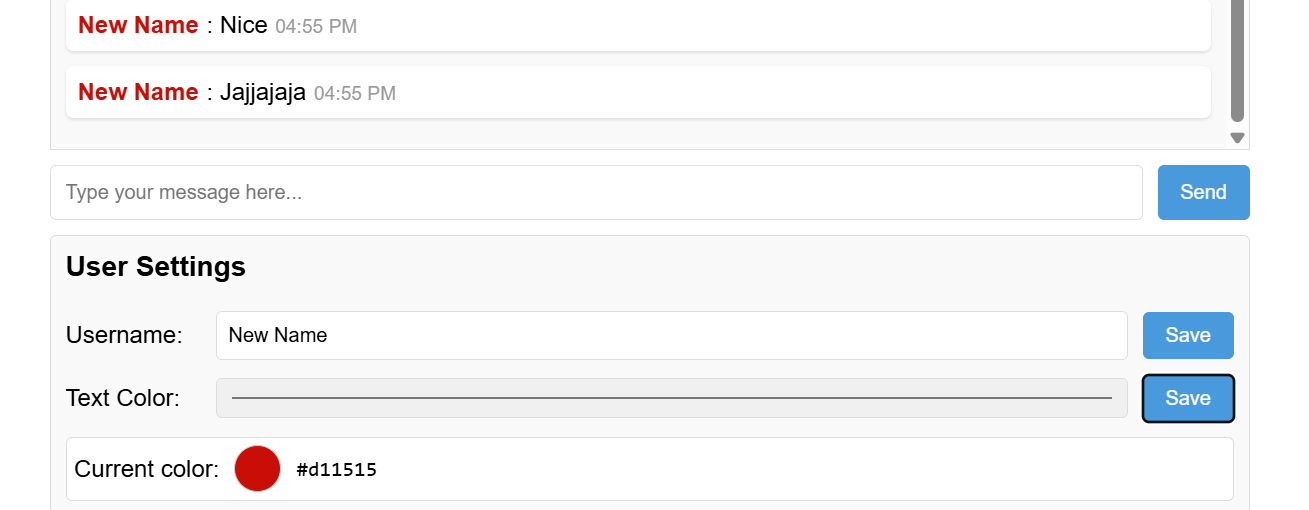 New Name : Nice 04:55 PM
New Name : Jajjajaja 04:55 PM
Type your message here...
Send
User Settings
Username:
New Name
Save
Text Color:
Save
Current color:
#d11515